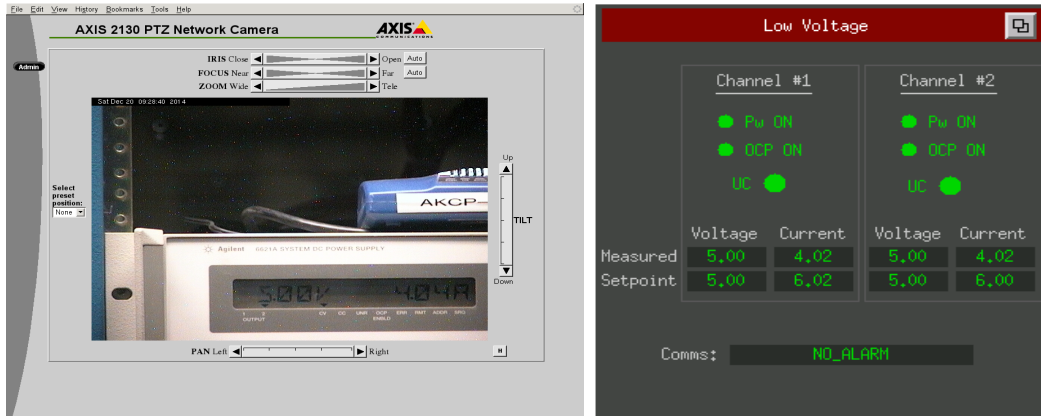 File Edit View History Bookmarks Tools Help
AXIS 2130 PTZ Network Camera
AXIS
COMMUNICATIONS
Admin
IRIS Close Open Auto
FOCUS Near Far Auto
ZOOM Wide Tele
Sat Dec 20 09:28:40 2014
Select
preset
position:
None
Up
TILT
Down
AKCP-
Agilent 6621A SYSTEM DC POWER SUPPLY
5.00V 4.04A
1 2 CV CC UNR OCP ERR RMT ADDR SRQ
OUTPUT ENBLD
PAN Left Right
H
Low Voltage
Channel #1 Channel #2
Pw ON Pw ON
OCP ON OCP ON
UC UC
Voltage Current Voltage Current
Measured 5.00 4.02 5.00 4.02
Setpoint 5.00 6.02 5.00 6.00
Comms: NO_ALARM